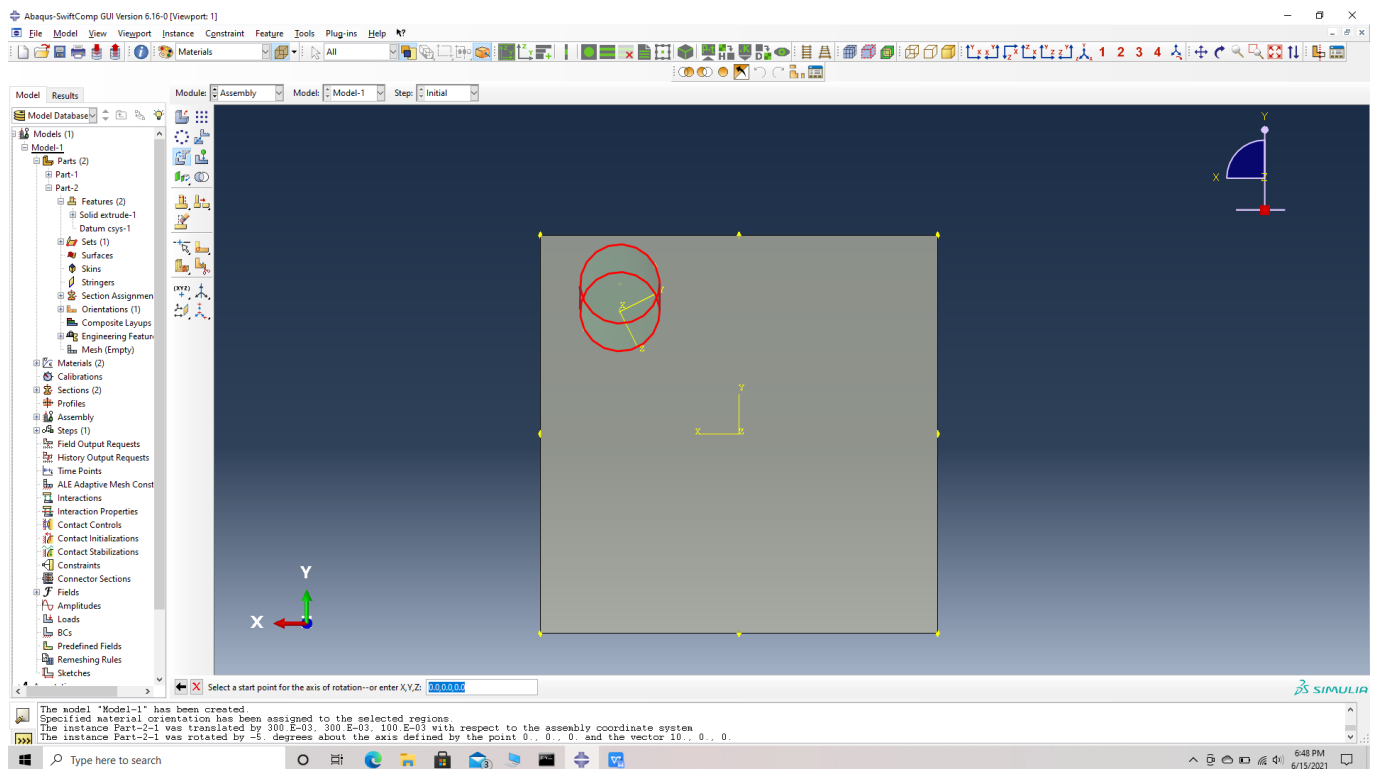 Abaqus-SwiftComp GUI Version 6.16-0 [Viewport: 1]
File Model View Viewport Instance Constraint Feature Tools Plug-ins Help
Materials All 1 2 3 4
Model Results Module: Assembly Model: Model-1 Step: Initial
Model Database
Models (1)
Model-1
Parts (2)
Part-1
Part-2
Features (2)
Solid extrude-1
Datum csys-1
Sets (1)
Surfaces
Skins
Stringers
Section Assignmen
Orientations (1)
Composite Layups
Engineering Featur
Mesh (Empty)
Materials (2)
Calibrations
Sections (2)
Profiles
Assembly
Steps (1)
Field Output Requests
History Output Requests
Time Points
ALE Adaptive Mesh Const
Interactions
Interaction Properties
Contact Controls
Contact Initializations
Contact Stabilizations
Constraints
Connector Sections
Fields
Amplitudes
Loads
BCs
Predefined Fields
Remeshing Rules
Sketches
Y
X Z
X Y
Z
Y
X Z
Y
X
Select a start point for the axis of rotation--or enter X,Y,Z: 0.0,0.0,0.0
SIMULIA
The model "Model-1" has been created.
Specified material orientation has been assigned to the selected regions.
The instance Part-2-1 was translated by 300.E-03, 300.E-03, 100.E-03 with respect to the assembly coordinate system
The instance Part-2-1 was rotated by -5. degrees about the axis defined by the point 0., 0., 0. and the vector 10., 0., 0.
Type here to search
6:48 PM
6/15/2021